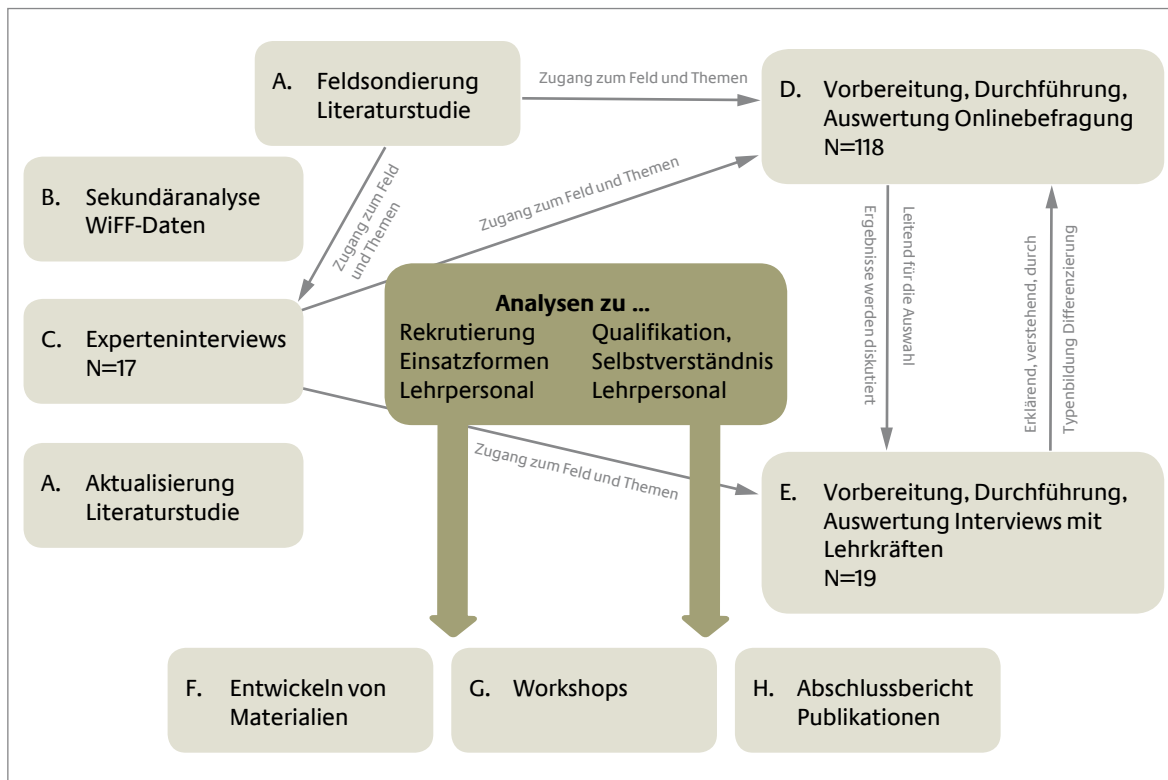 A. Feldsondierung
Literaturstudie
Zugang zum Feld und Themen
D. Vorbereitung, Durchführung,
Auswertung Onlinebefragung
N=118
B. Sekundäranalyse
WiFF-Daten
Zugang zum Feld
und Themen
Zugang zum Feld und Themen
C. Experteninterviews
N=17
Analysen zu ...
Rekrutierung
Einsatzformen
Lehrpersonal
Qualifikation,
Selbstverständnis
Lehrpersonal
Leitend für die Auswahl
Ergebnisse werden diskutiert
Erklärend, verstehend, durch
Typenbildung Differenzierung
Zugang zum Feld und Themen
A. Aktualisierung
Literaturstudie
E. Vorbereitung, Durchführung,
Auswertung Interviews mit
Lehrkräften
N=19
F. Entwickeln von
Materialien
G. Workshops
H. Abschlussbericht
Publikationen